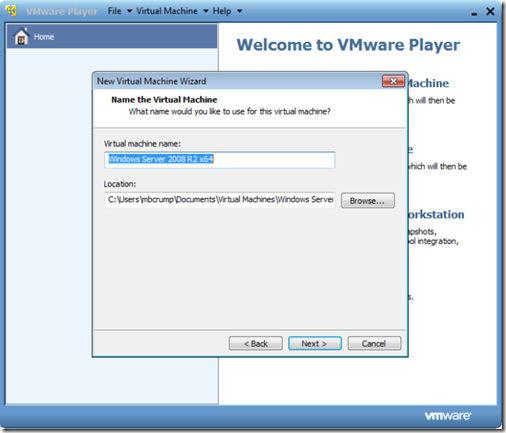 VMware Player File Virtual Machine Help
Home
Welcome to VMware Player
Machine
h will then be
e
which will then be
orkstation
apshots,
ool integration,
s.
New Virtual Machine Wizard
Name the Virtual Machine
What name would you like to use for this virtual machine?
Virtual machine name:
Windows Server 2008 R2 x64
Location:
C:\Users\mbcrump\Documents\Virtual Machines\Windows Server
Browse...
< Back Next > Cancel
vmware